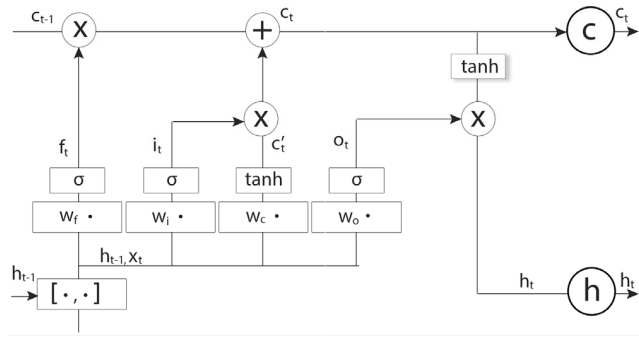 c_{t-1} X + c_t c c_t
tanh
X X
f_t i_t c'_t o_t
σ σ tanh σ
w_f · w_i · w_c · w_o ·
h_{t-1}, x_t
h_{t-1} [·,·] h_t h h_t